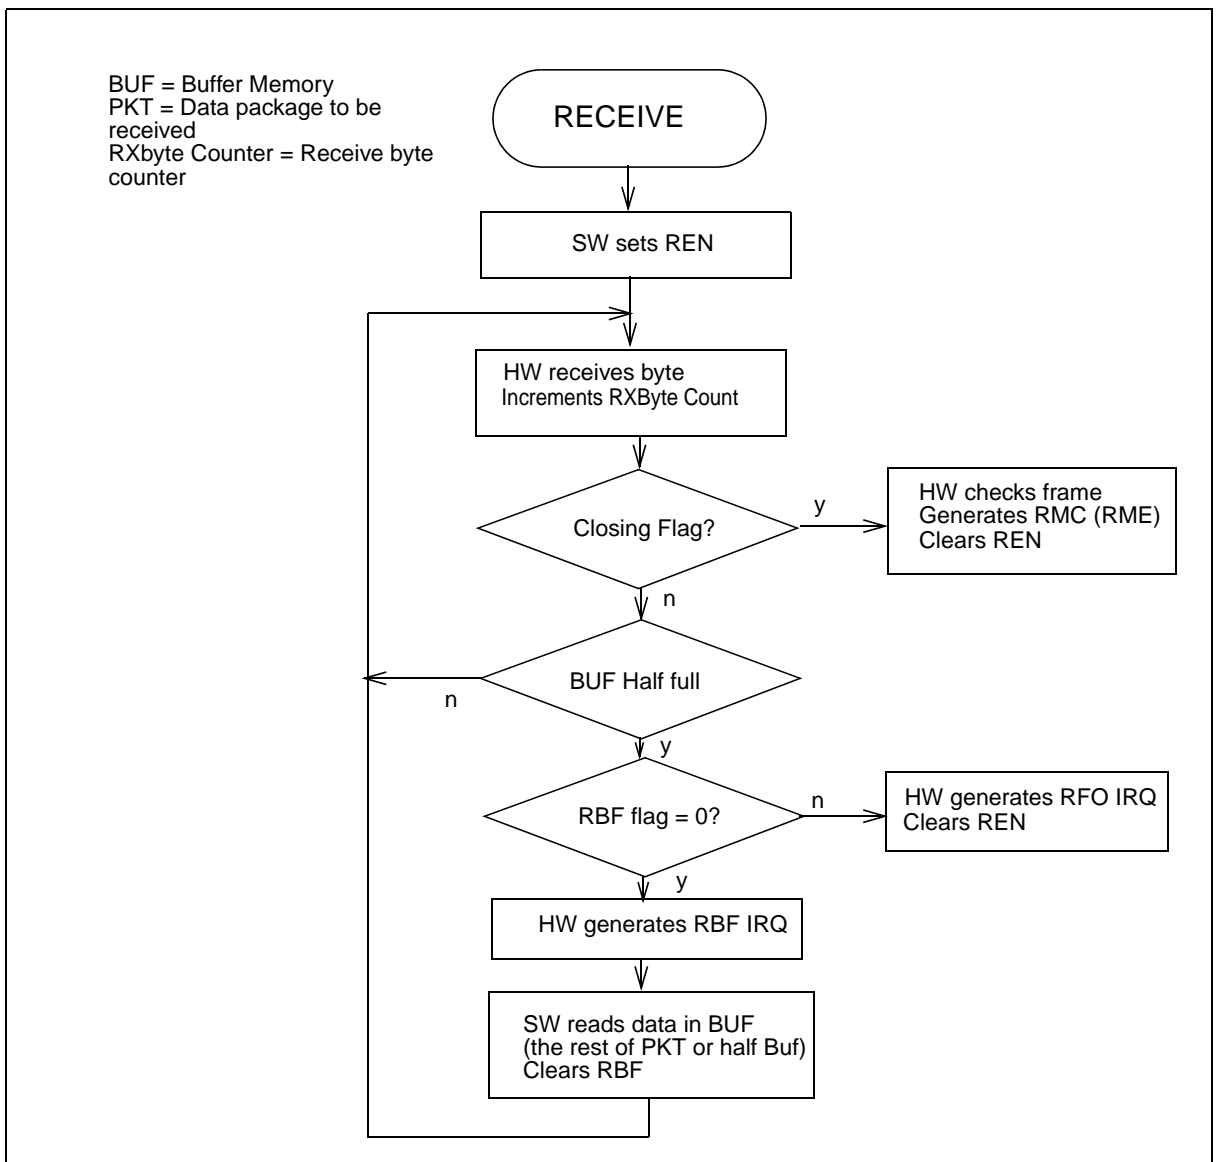 BUF = Buffer Memory
PKT = Data package to be
received
RXbyte Counter = Receive byte
counter
RECEIVE
SW sets REN
HW receives byte
Increments RXByte Count
Closing Flag?
y
HW checks frame
Generates RMC (RME)
Clears REN
n
BUF Half full
n
y
RBF flag = 0?
n
HW generates RFO IRQ
Clears REN
y
HW generates RBF IRQ
SW reads data in BUF
(the rest of PKT or half Buf)
Clears RBF